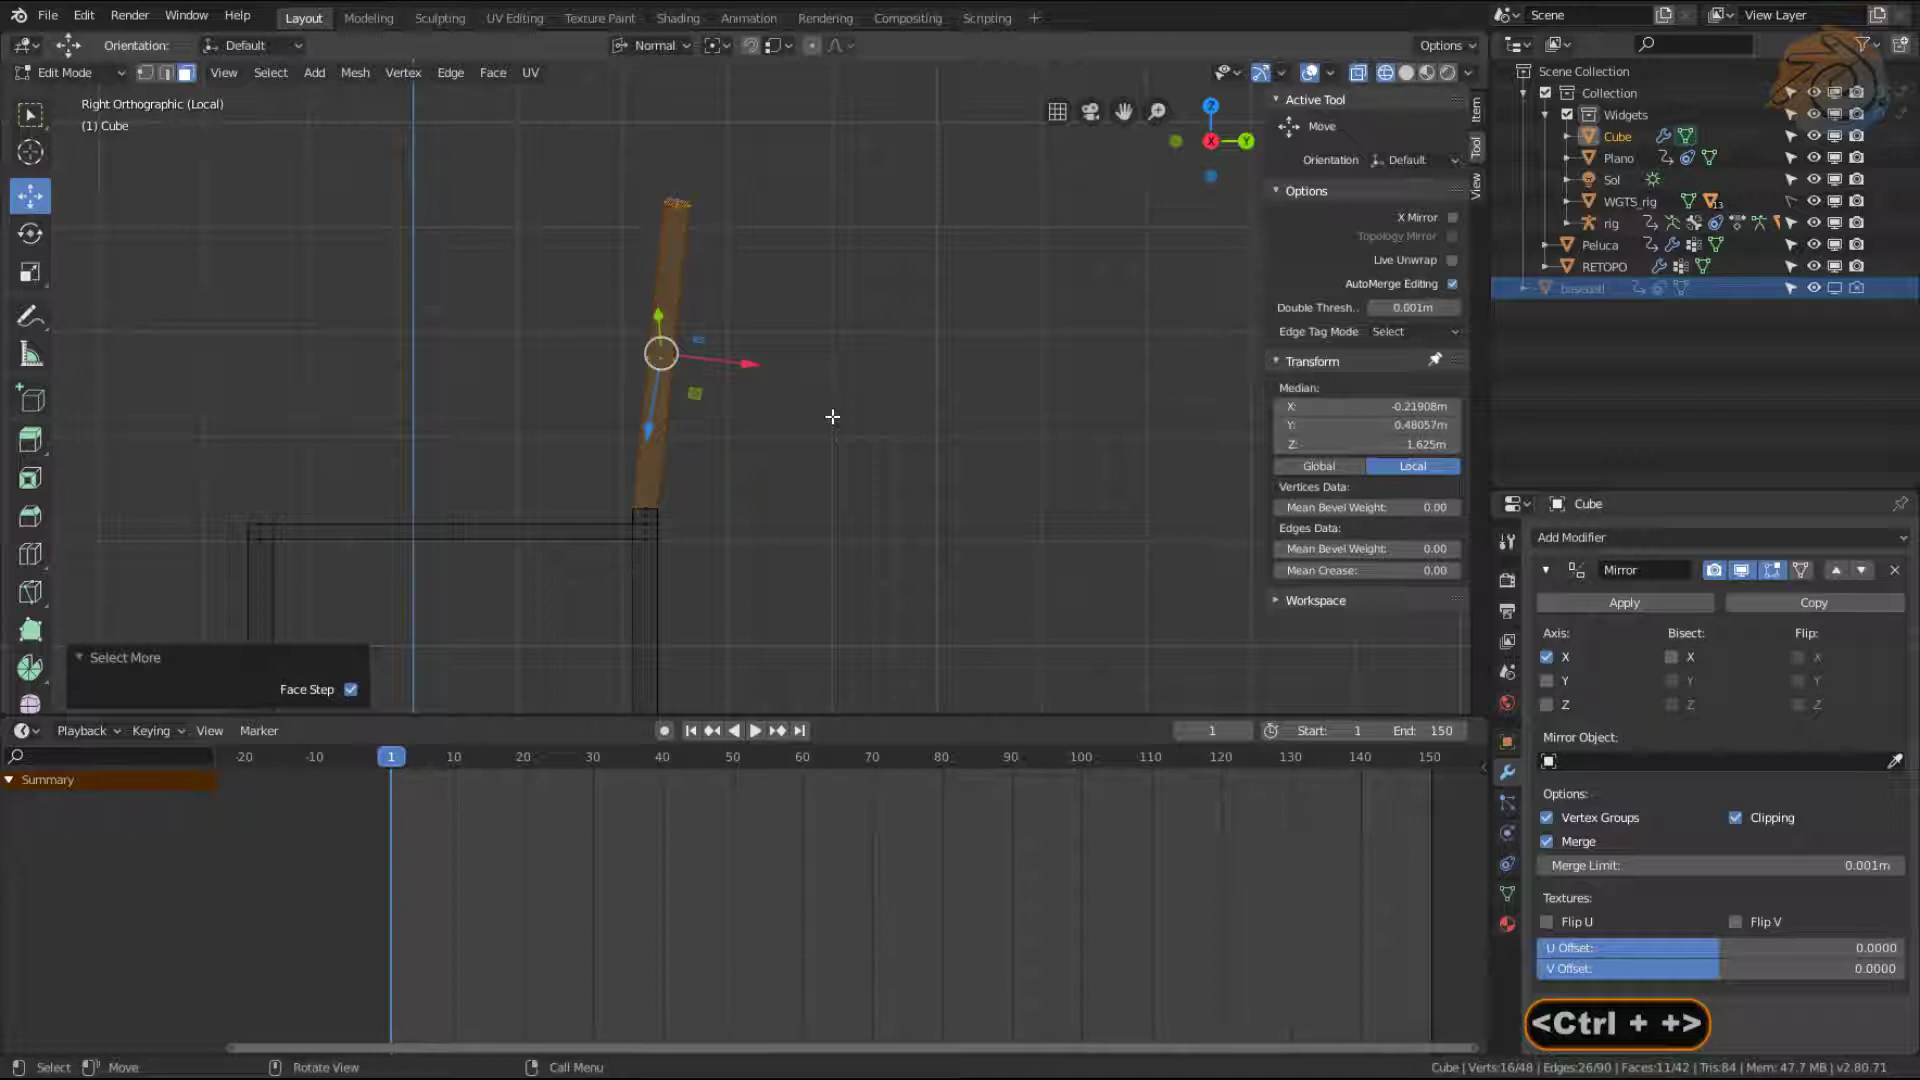 File Edit Render Window Help Layout Modeling Sculpting UV Editing Texture Paint Shading Animation Rendering Compositing Scripting + Scene View Layer
Orientation: Default Normal Options
Edit Mode View Select Add Mesh Vertex Edge Face UV
Right Orthographic (Local)
(1) Cube
Z
X
Y
Active Tool
Move
Orientation Default
Options
X Mirror
Topology Mirror
Live Unwrap
AutoMerge Editing
Double Thresh.. 0.001m
Edge Tag Mode Select
Transform
Median:
X: -0.21908m
Y: 0.48057m
Z: 1.625m
Global Local
Vertices Data:
Mean Bevel Weight: 0.00
Edges Data:
Mean Bevel Weight: 0.00
Mean Crease: 0.00
Workspace
Item
Tool
View
Scene Collection
Collection
Widgets
Cube
Plano
Sol
WGTS_rig 13
rig
Peluca
RETOPO
Cube
Add Modifier
Mirror
Apply Copy
Axis: Bisect: Flip:
X X X
Y Y Y
Z Z Z
Mirror Object:
Options:
Vertex Groups Clipping
Merge
Merge Limit: 0.001m
Textures:
Flip U Flip V
U Offset: 0.0000
V Offset: 0.0000
<Ctrl + +>
Select More
Face Step
Playback Keying View Marker 1 Start: 1 End: 150
-20 -10 1 10 20 30 40 50 60 70 80 90 100 110 120 130 140 150
Summary
Select Move Rotate View Call Menu Cube | Verts:16/48 | Edges:26/90 | Faces:11/42 | Tris:84 | Mem: 47.7 MB | v2.80.71